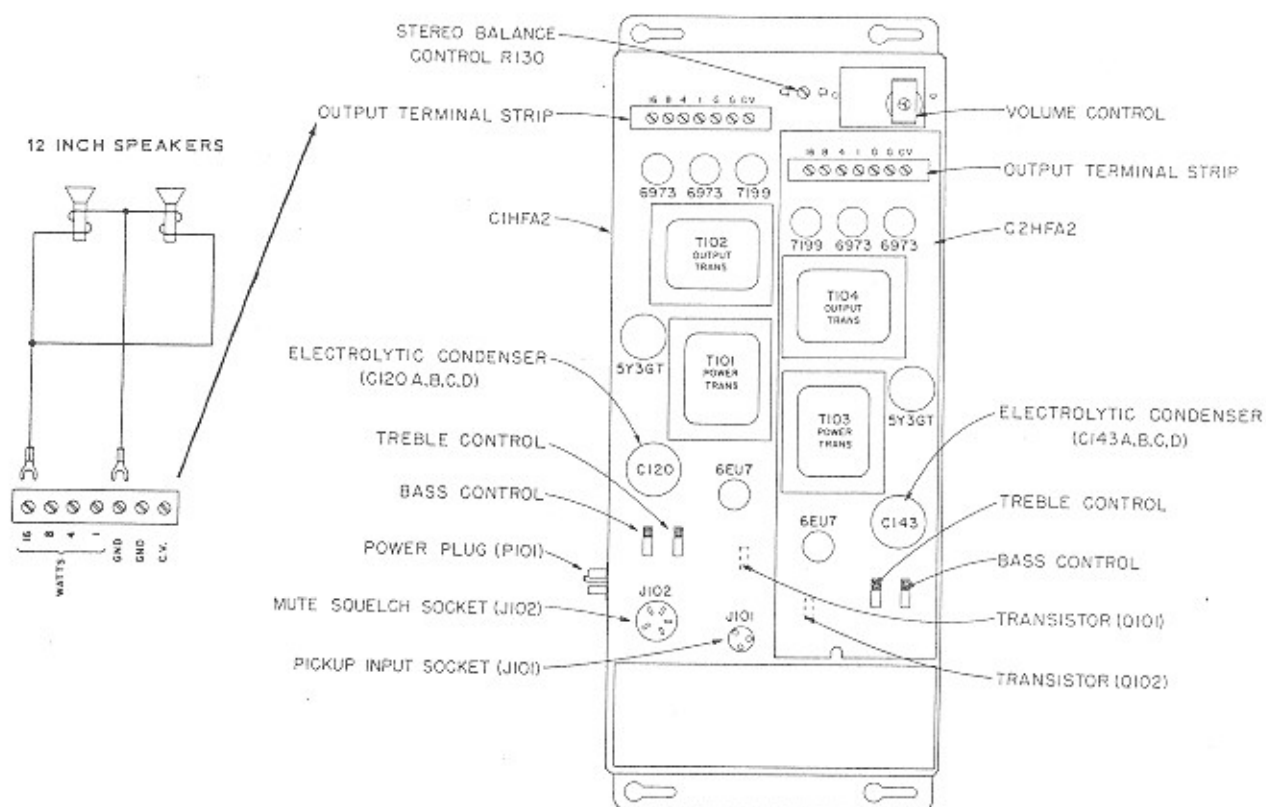 STEREO BALANCE
CONTROL R130
OUTPUT TERMINAL STRIP
12 INCH SPEAKERS
16 8 4 1 G G CV
VOLUME CONTROL
16 8 4 1 G G CV
OUTPUT TERMINAL STRIP
6973 6973 7199
C1HFA2
7199 6973 6973
C2HFA2
T102
OUTPUT
TRANS
T104
OUTPUT
TRANS
5Y3GT
T101
POWER
TRANS
ELECTROLYTIC CONDENSER
(C120 A,B,C,D)
T103
POWER
TRANS
5Y3GT
ELECTROLYTIC CONDENSER
(C143A,B,C,D)
TREBLE CONTROL
C120
6EU7
BASS CONTROL
6EU7
C143
TREBLE CONTROL
16 8 4 1 GND GND C.V.
WATTS
POWER PLUG (P101)
BASS CONTROL
MUTE SQUELCH SOCKET (J102)
J102
J101
TRANSISTOR (Q101)
PICKUP INPUT SOCKET (J101)
TRANSISTOR (Q102)